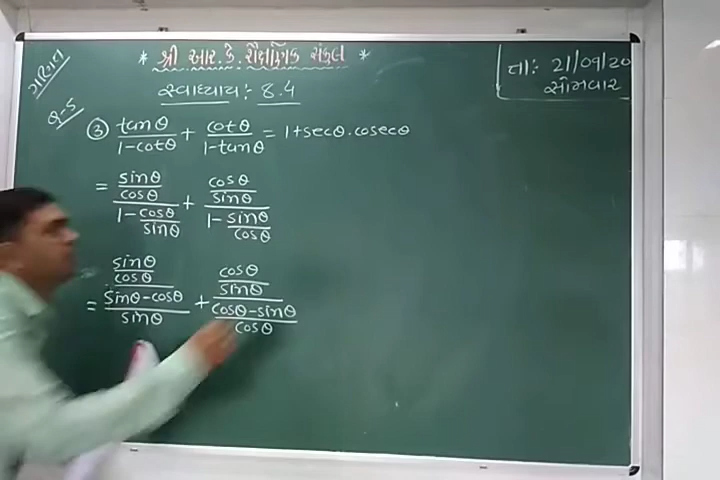 * શ્રી આર. કે. શૈક્ષણિક સંકુલ *
ગણિત
સ્વાધ્યાય : 8.4
તા: 21/09/20
સોમવાર
Q-5
③ tanθ/1-cotθ + cotθ/1-tanθ = 1+secθ.cosecθ
= sinθ/cosθ/1-cosθ/sinθ + cosθ/sinθ/1-sinθ/cosθ
= sinθ/cosθ/sinθ-cosθ/sinθ + cosθ/sinθ/cosθ-sinθ/cosθ